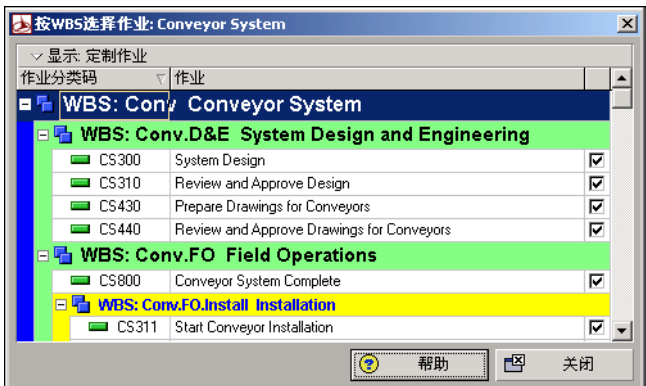 按WBS选择作业: Conveyor System
显示: 定制作业
作业分类码 作业
WBS: Conv Conveyor System
WBS: Conv.D&E System Design and Engineering
CS300 System Design
CS310 Review and Approve Design
CS430 Prepare Drawings for Conveyors
CS440 Review and Approve Drawings for Conveyors
WBS: Conv.FO Field Operations
CS800 Conveyor System Complete
WBS: Conv.FO.Install Installation
CS311 Start Conveyor Installation
帮助 关闭